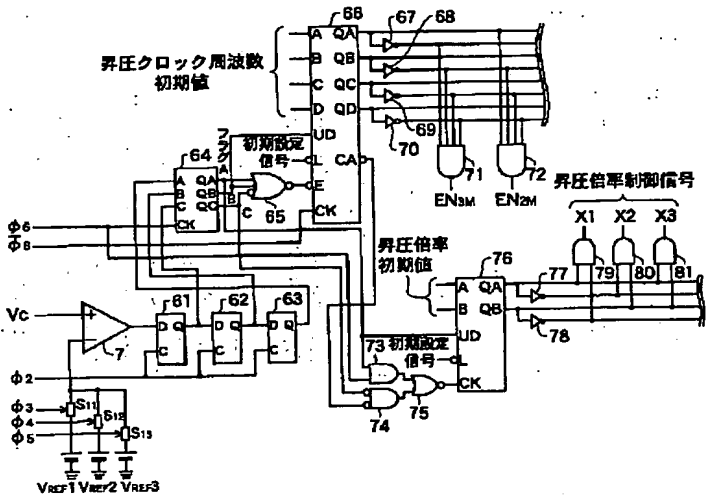 66
67
68
A QA
B QB
C QC
D QD
昇圧クロック周波数
初期値
69
70
UD
フラグA
初期設定
信号
L
CA
E
CK
64
A QA
B QB
C QC
CK
B
C
65
71
72
EN3M
EN2M
昇圧倍率制御信号
X1 X2 X3
φ6
φ8
昇圧倍率
初期値
76
A QA
B QB
77
79
80
81
78
Vc
61
62
63
D Q
C
D Q
C
D Q
C
7
UD
初期設定
信号
L
CK
73
74
75
φ2
φ3
φ4
φ5
S11
S12
S13
VREF1 VREF2 VREF3